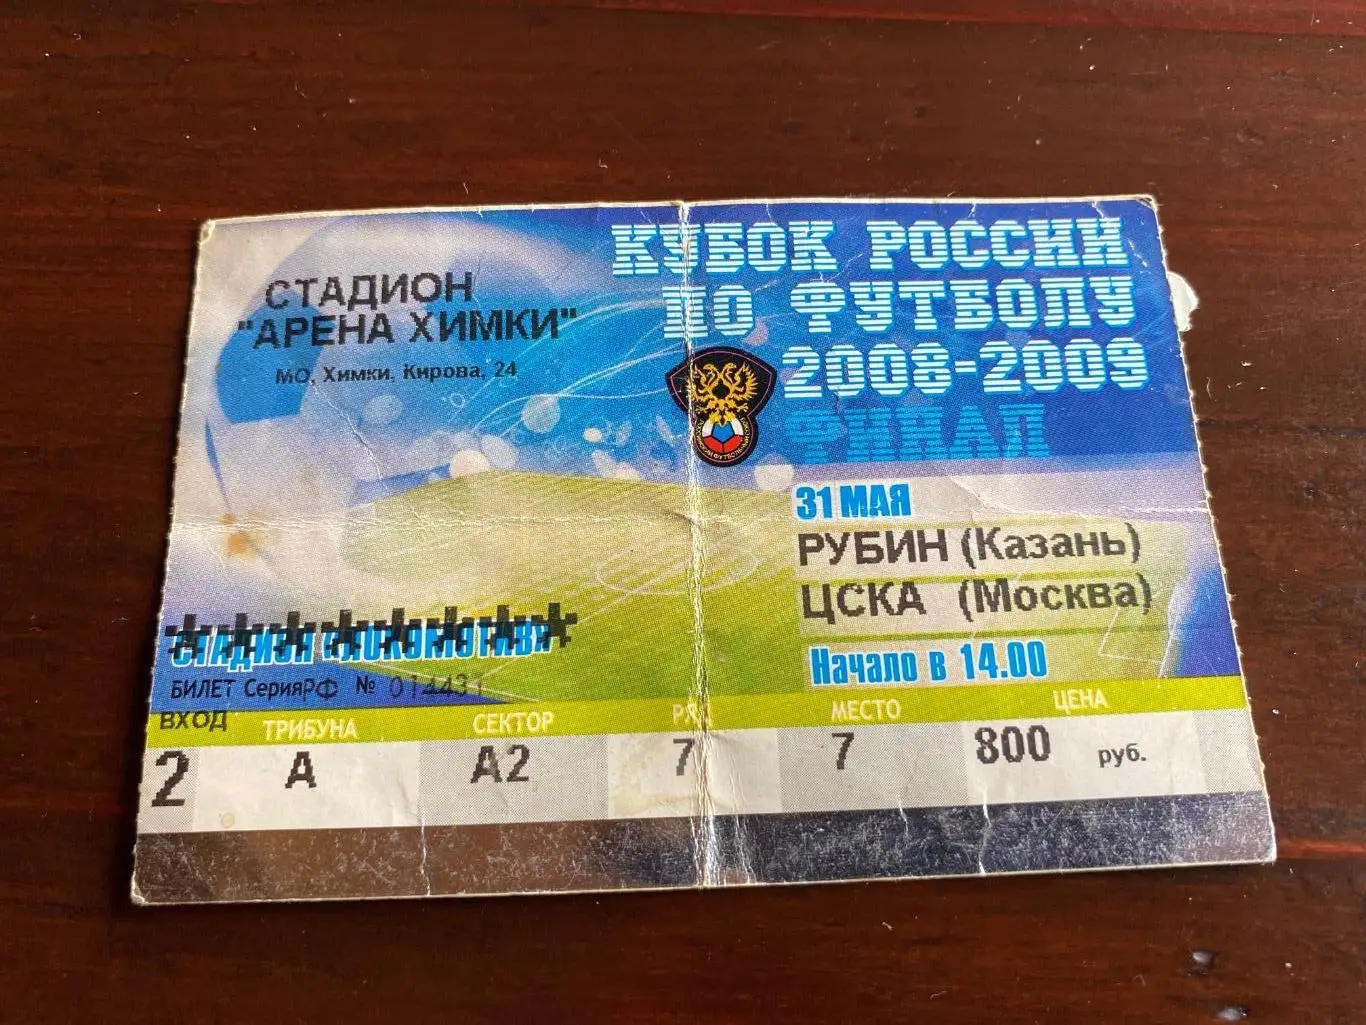 СТАДИОН
"АРЕНА ХИМКИ"
МО, Химки, Кирова, 24
КУБОК РОССИИ
ПО ФУТБОЛУ
2008-2009
ФИНАЛ
31 МАЯ
РУБИН (Казань)
ЦСКА (Москва)
Начало в 14.00
СТАДИОН «ЛОКОМОТИВ»
БИЛЕТ СерияРФ № 014431
ВХОД ТРИБУНА СЕКТОР РЯД МЕСТО ЦЕНА
2 А А2 7 7 800 руб.